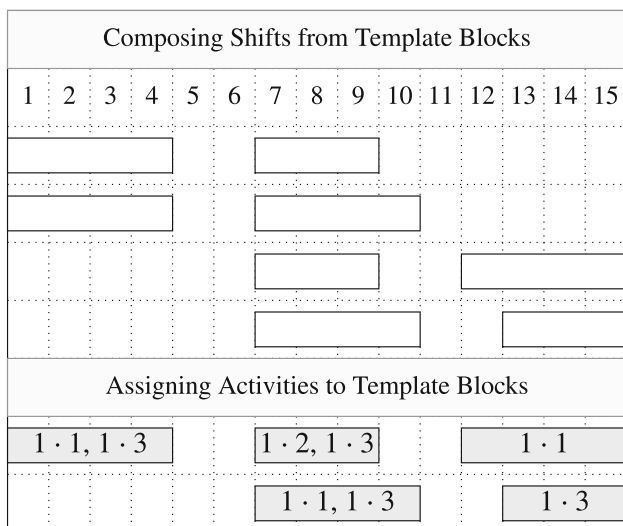 Composing Shifts from Template Blocks
1 2 3 4 5 6 7 8 9 10 11 12 13 14 15
Assigning Activities to Template Blocks
1 · 1, 1 · 3 1 · 2, 1 · 3 1 · 1
1 · 1, 1 · 3 1 · 3